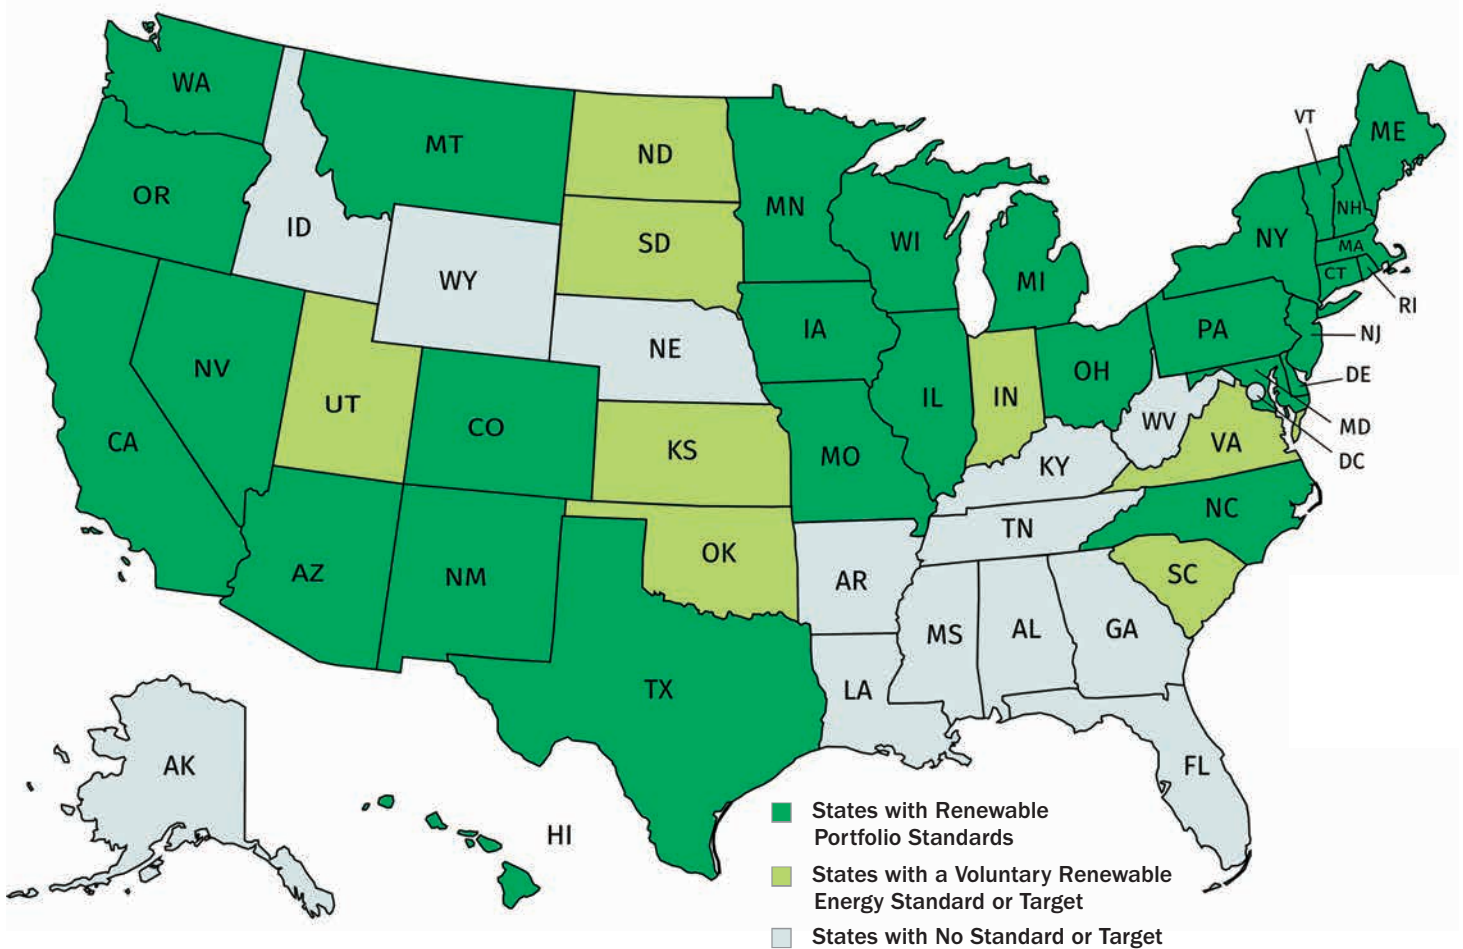 WA
MT
ND
MN
VT
ME
OR
ID
SD
WI
NH
NY
MA
WY
MI
CT
RI
IA
PA
NJ
NE
NV
OH
DE
UT
CO
IL
IN
CA
KS
MO
WV
VA
MD
KY
DC
NC
TN
OK
AZ
NM
AR
SC
MS
AL
GA
TX
LA
AK
FL
HI
States with Renewable
Portfolio Standards
States with a Voluntary Renewable
Energy Standard or Target
States with No Standard or Target